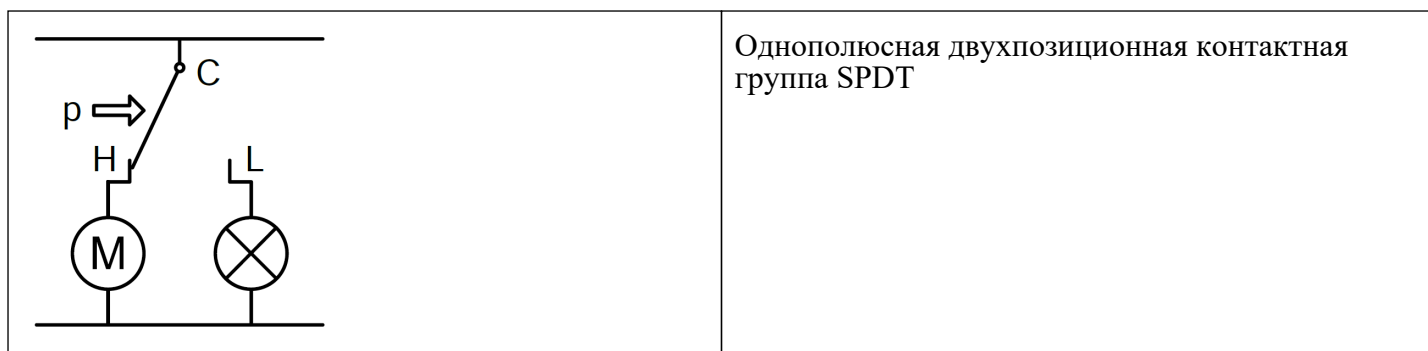 C
p
H
L
M
Однополюсная двухпозиционная контактная
группа SPDT